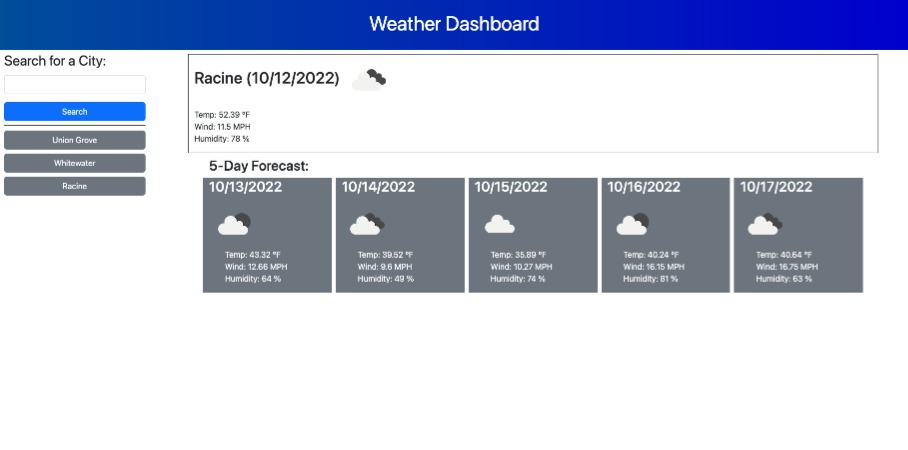 Weather Dashboard
Search for a City:
Search
Union Grove
Whitewater
Racine
Racine (10/12/2022)
Temp: 52.39 °F
Wind: 11.5 MPH
Humidity: 78 %
5-Day Forecast:
10/13/2022
Temp: 43.32 °F
Wind: 12.66 MPH
Humidity: 64 %
10/14/2022
Temp: 39.52 °F
Wind: 9.6 MPH
Humidity: 49 %
10/15/2022
Temp: 35.89 °F
Wind: 10.27 MPH
Humidity: 74 %
10/16/2022
Temp: 40.24 °F
Wind: 16.15 MPH
Humidity: 81 %
10/17/2022
Temp: 40.64 °F
Wind: 16.75 MPH
Humidity: 63 %